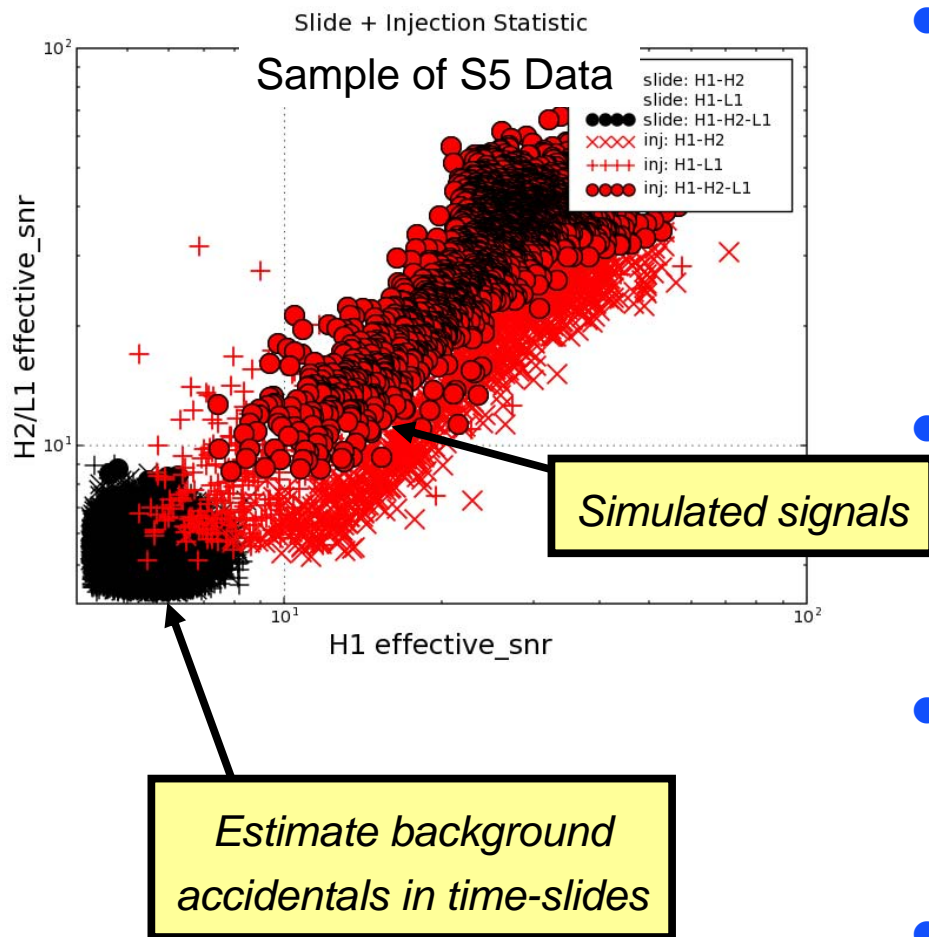 Slide + Injection Statistic
Sample of S5 Data
slide: H1-H2
slide: H1-L1
slide: H1-H2-L1
inj: H1-H2
inj: H1-L1
inj: H1-H2-L1
10²
10¹
H2/L1 effective_snr
10¹
10²
H1 effective_snr
Simulated signals
Estimate background
accidentals in time-slides